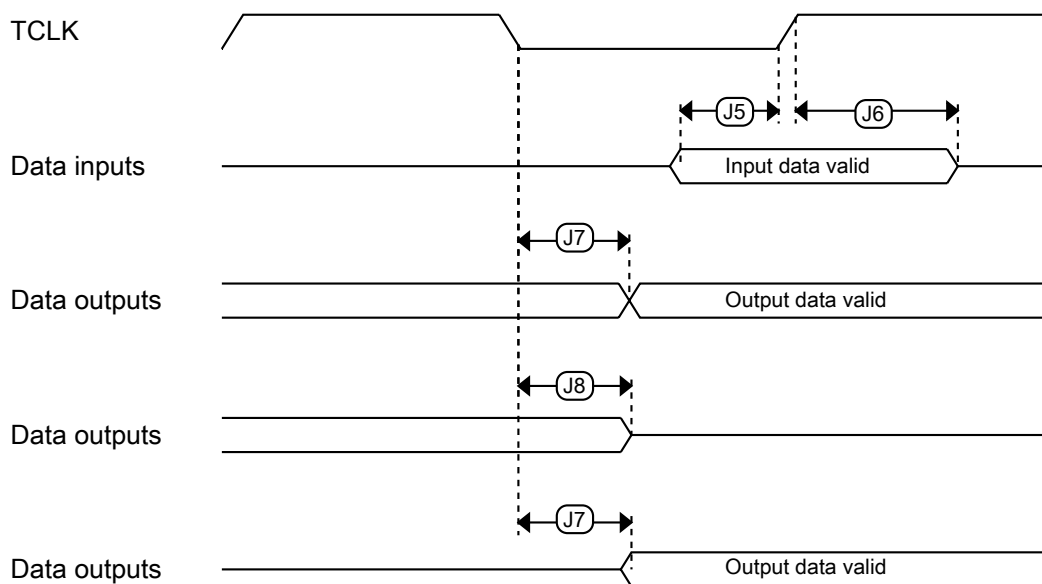 TCLK
J5
J6
Data inputs
Input data valid
J7
Data outputs
Output data valid
J8
Data outputs
J7
Data outputs
Output data valid